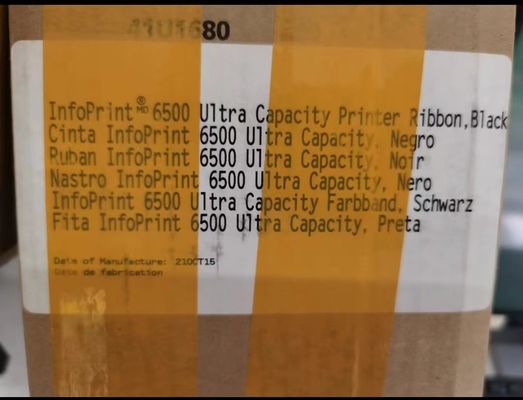 41U1680
InfoPrint®MD 6500 Ultra Capacity Printer Ribbon,Black
Cinta InfoPrint 6500 Ultra Capacity, Negro
Ruban InfoPrint 6500 Ultra Capacity, Noir
Nastro InfoPrint 6500 Ultra Capacity, Nero
InfoPrint 6500 Ultra Capacity Farbband, Schwarz
Fita InfoPrint 6500 Ultra Capacity, Preta
Date of Manufacture: 21OCT15
Date de fabrication